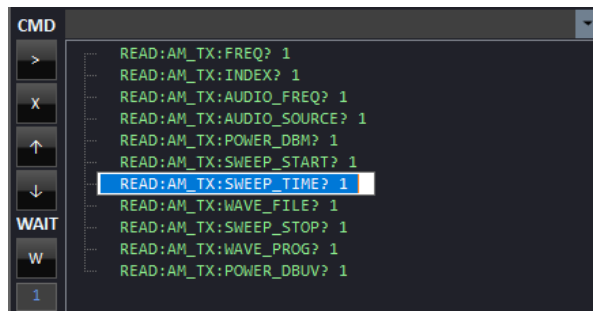 CMD
>
READ:AM_TX:FREQ? 1
READ:AM_TX:INDEX? 1
X
READ:AM_TX:AUDIO_FREQ? 1
READ:AM_TX:AUDIO_SOURCE? 1
↑
READ:AM_TX:POWER_DBM? 1
READ:AM_TX:SWEEP_START? 1
↓
READ:AM_TX:SWEEP_TIME? 1
READ:AM_TX:WAVE_FILE? 1
WAIT
READ:AM_TX:SWEEP_STOP? 1
READ:AM_TX:WAVE_PROG? 1
W
READ:AM_TX:POWER_DBUV? 1
1